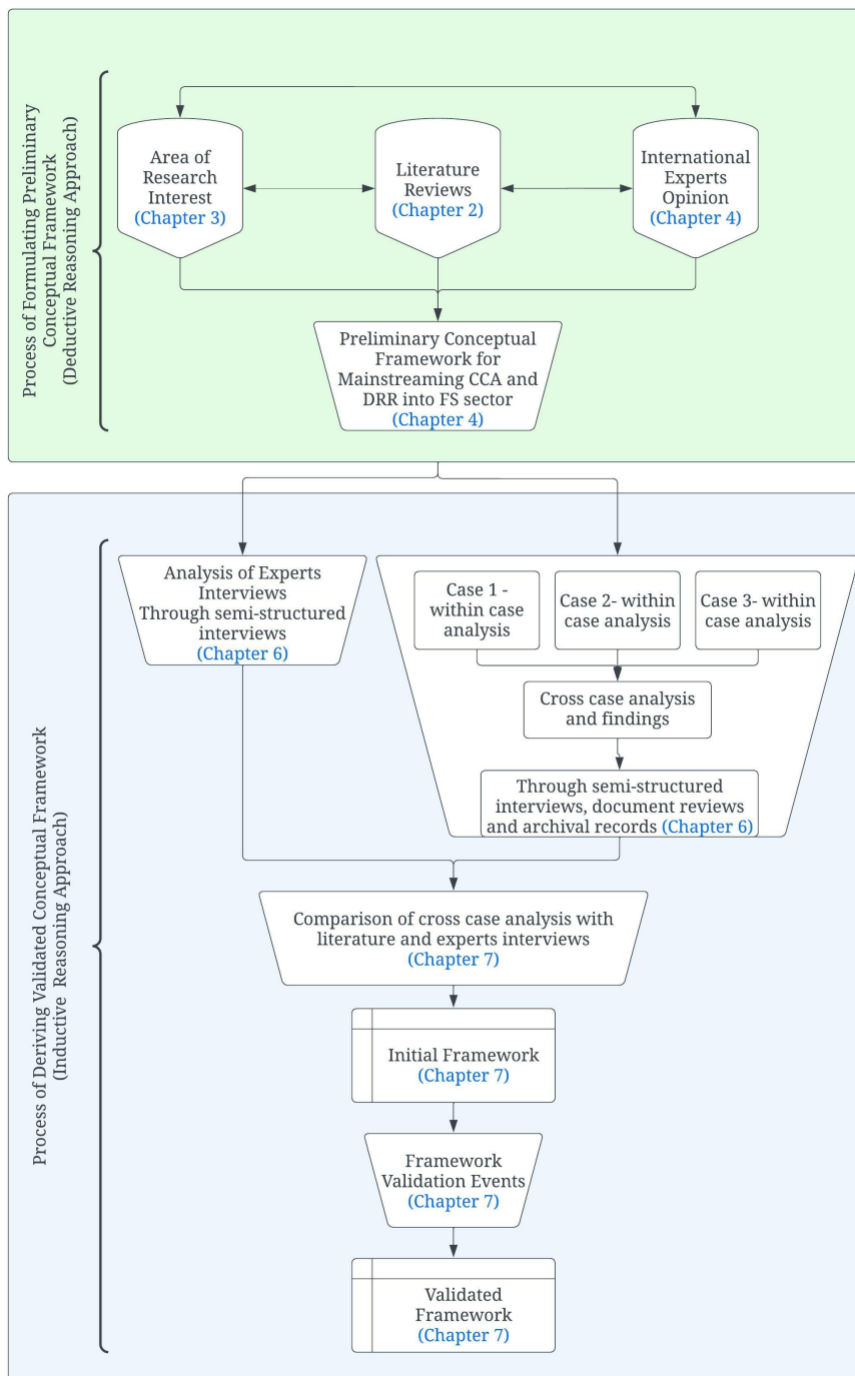 Process of Formulating Preliminary
Conceptual Framework
(Deductive Reasoning Approach)
Area of
Research
Interest
(Chapter 3)
Literature
Reviews
(Chapter 2)
International
Experts
Opinion
(Chapter 4)
Preliminary Conceptual
Framework for
Mainstreaming CCA and
DRR into FS sector
(Chapter 4)
Process of Deriving Validated Conceptual Framework
(Inductive Reasoning Approach)
Analysis of Experts
Interviews
Through semi-structured
interviews
(Chapter 6)
Case 1 -
within case
analysis
Case 2- within
case analysis
Case 3- within
case analysis
Cross case analysis
and findings
Through semi-structured
interviews, document reviews
and archival records (Chapter 6)
Comparison of cross case analysis with
literature and experts interviews
(Chapter 7)
Initial Framework
(Chapter 7)
Framework
Validation Events
(Chapter 7)
Validated
Framework
(Chapter 7)